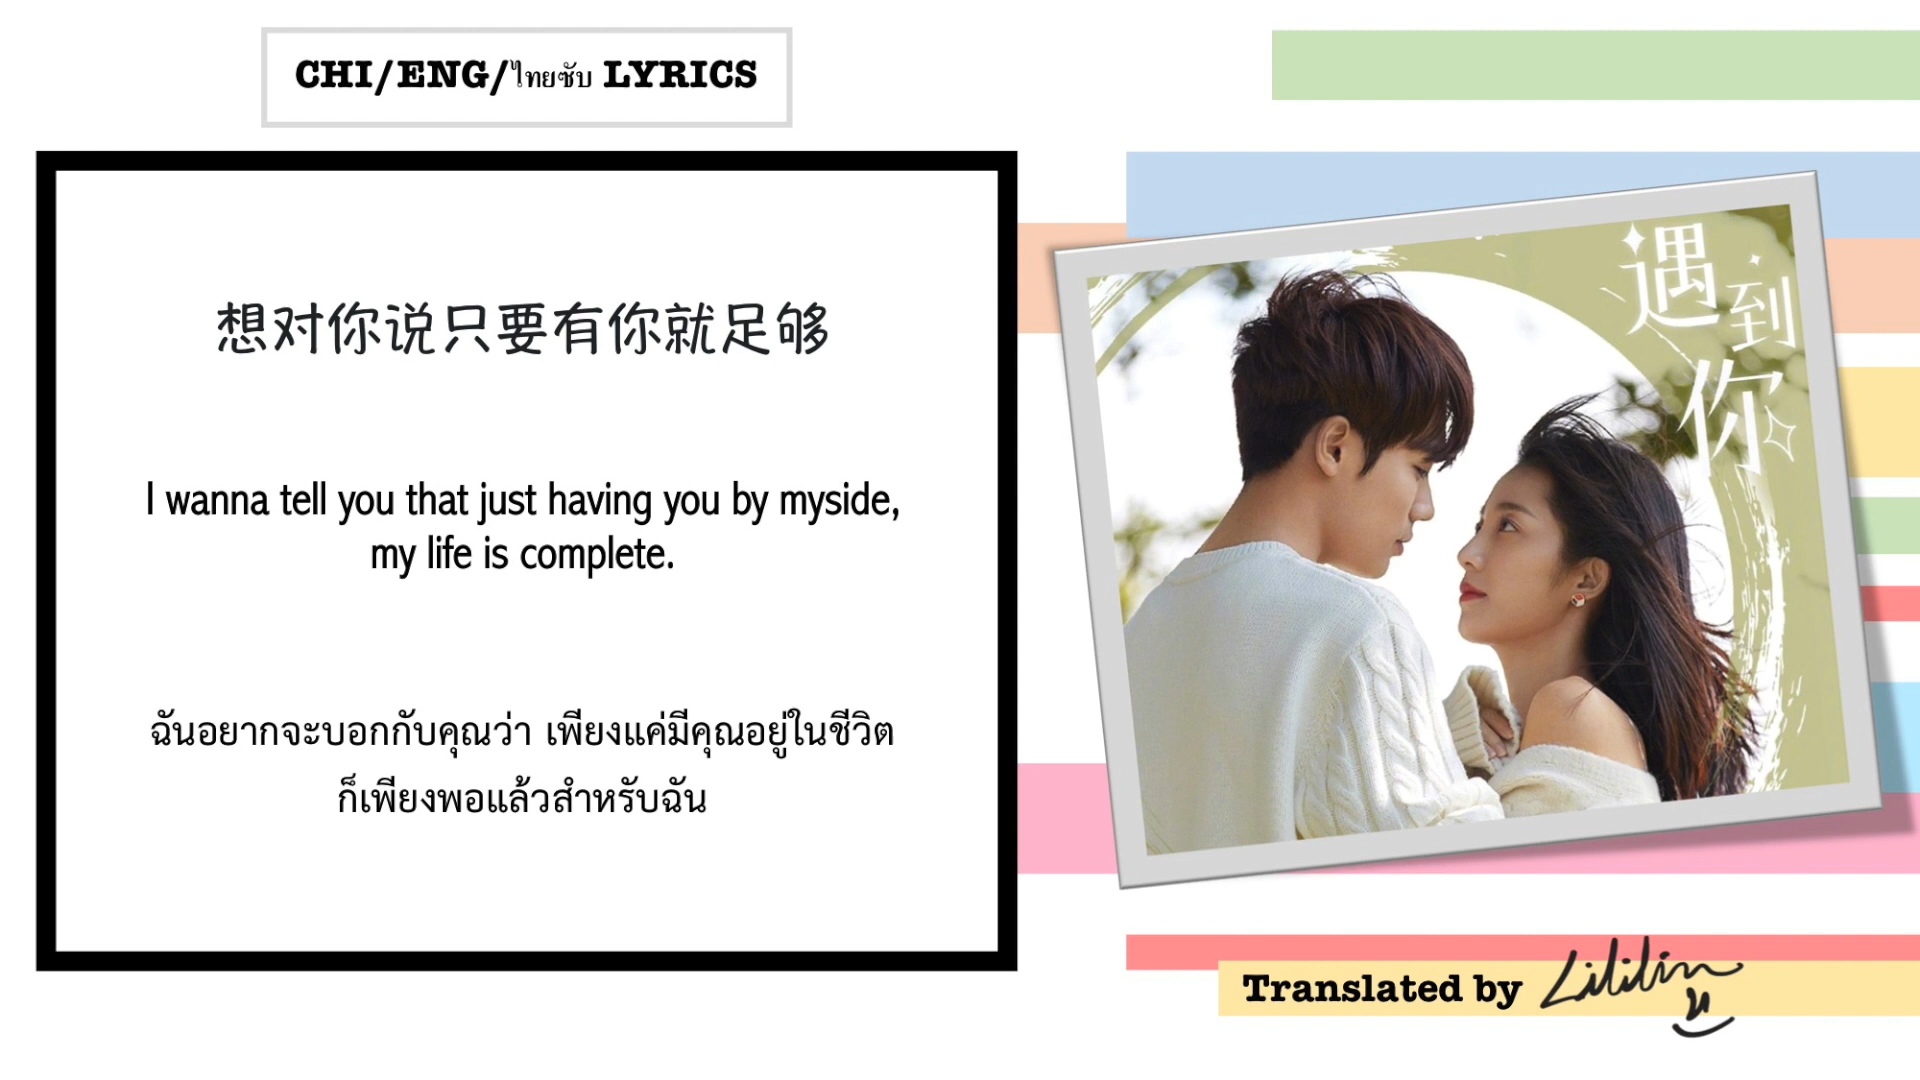 CHI/ENG/ไทยซับ LYRICS
想对你说只要有你就足够
I wanna tell you that just having you by myside,
my life is complete.
ฉันอยากจะบอกกับคุณว่า เพียงแค่มีคุณอยู่ในชีวิต
ก็เพียงพอแล้วสำหรับฉัน
遇到你
Translated by Lililin